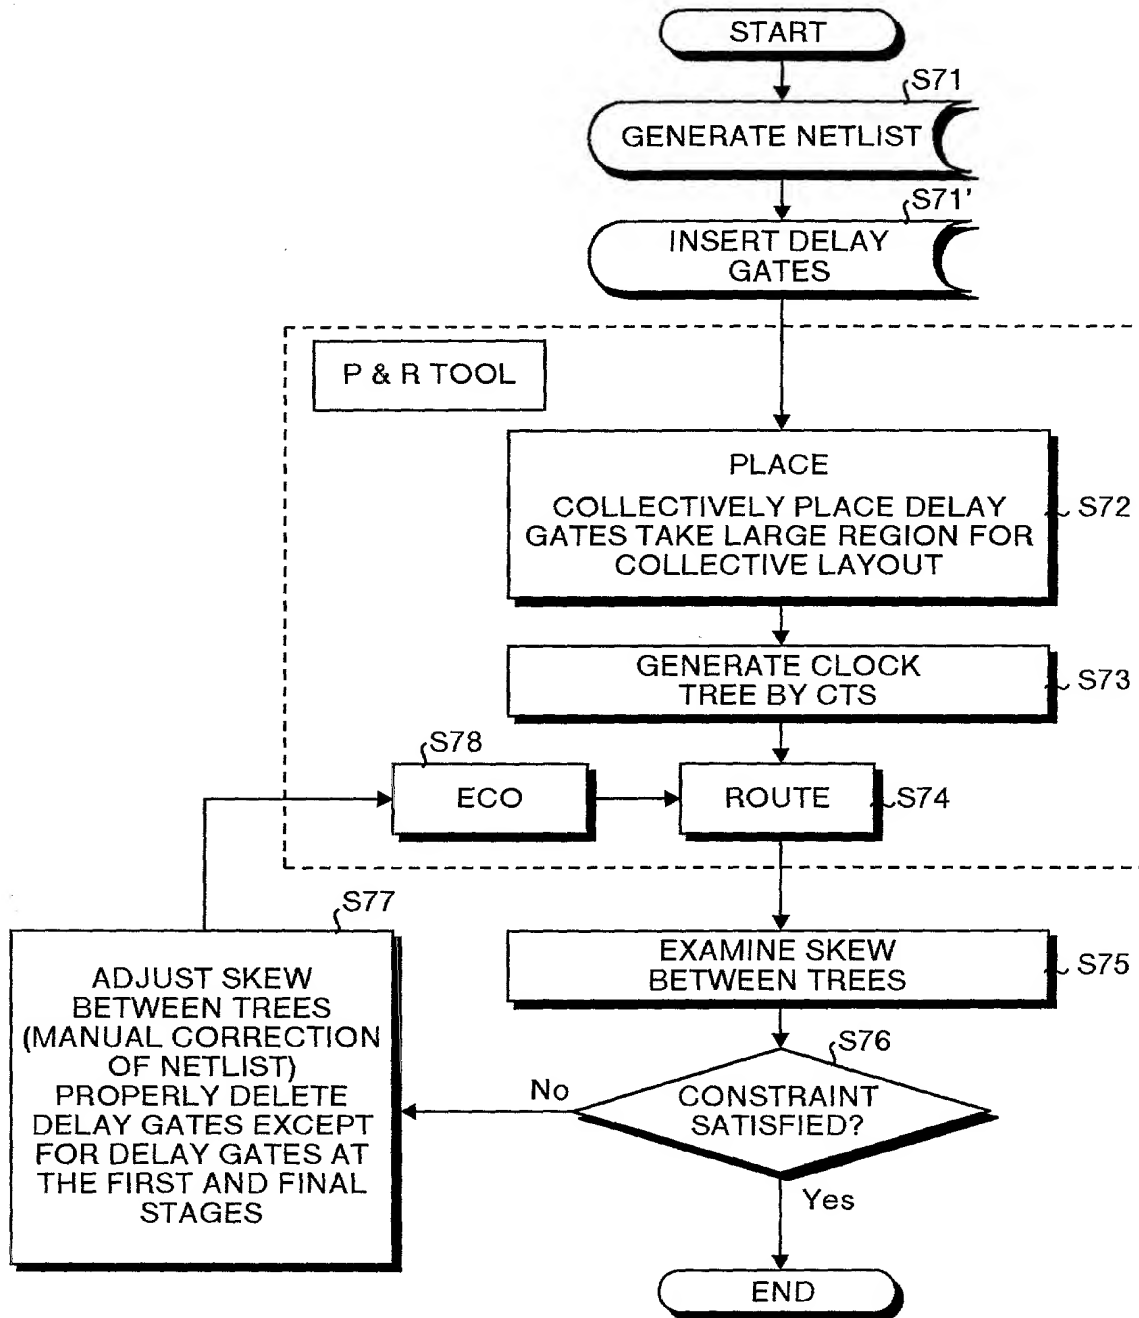 START
S71
GENERATE NETLIST
S71'
INSERT DELAY
GATES
P & R TOOL
PLACE
COLLECTIVELY PLACE DELAY
GATES TAKE LARGE REGION FOR
COLLECTIVE LAYOUT
S72
GENERATE CLOCK
TREE BY CTS
S73
S78
ECO
ROUTE
S74
S77
ADJUST SKEW
BETWEEN TREES
(MANUAL CORRECTION
OF NETLIST)
PROPERLY DELETE
DELAY GATES EXCEPT
FOR DELAY GATES AT
THE FIRST AND FINAL
STAGES
EXAMINE SKEW
BETWEEN TREES
S75
S76
No
CONSTRAINT
SATISFIED?
Yes
END